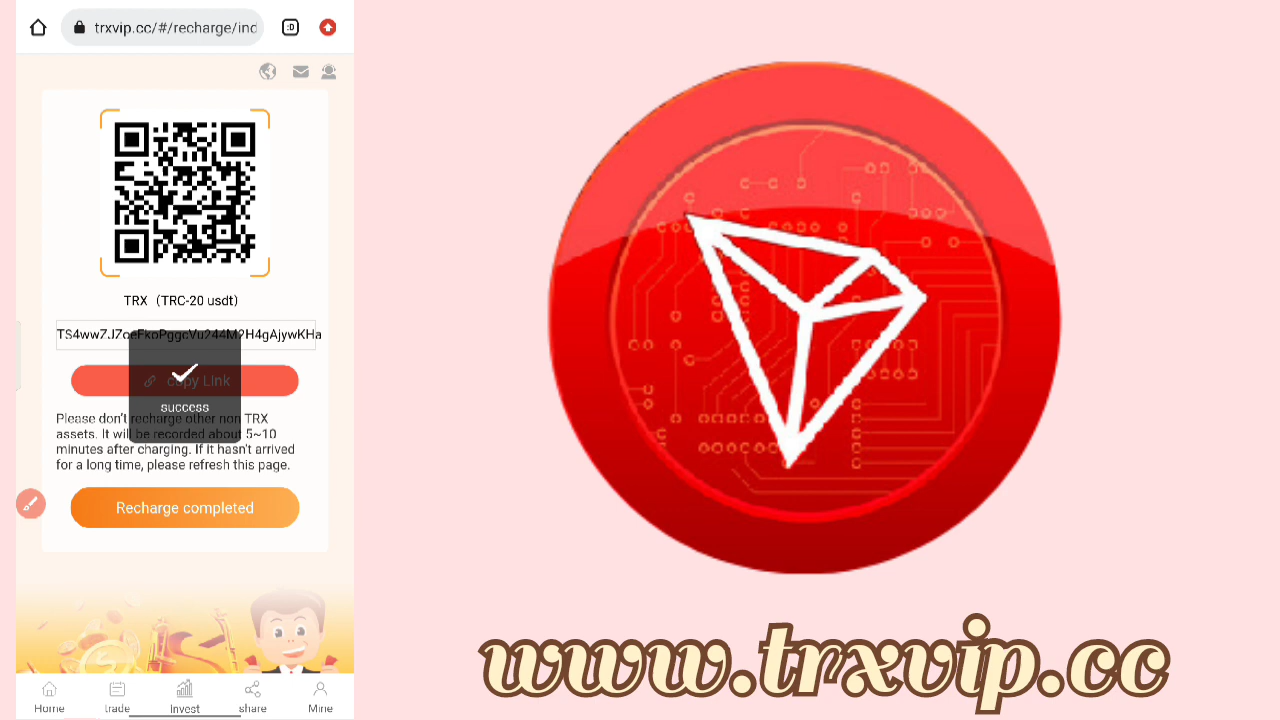 trxvip.cc/#/recharge/ind
:D
TRX (TRC-20 usdt)
copy Link
success
Please don't recharge other non TRX
assets. It will be recorded about 5~10
minutes after charging. If it hasn't arrived
for a long time, please refresh this page.
Recharge completed
Home
trade
Invest
share
Mine
www.trxvip.cc